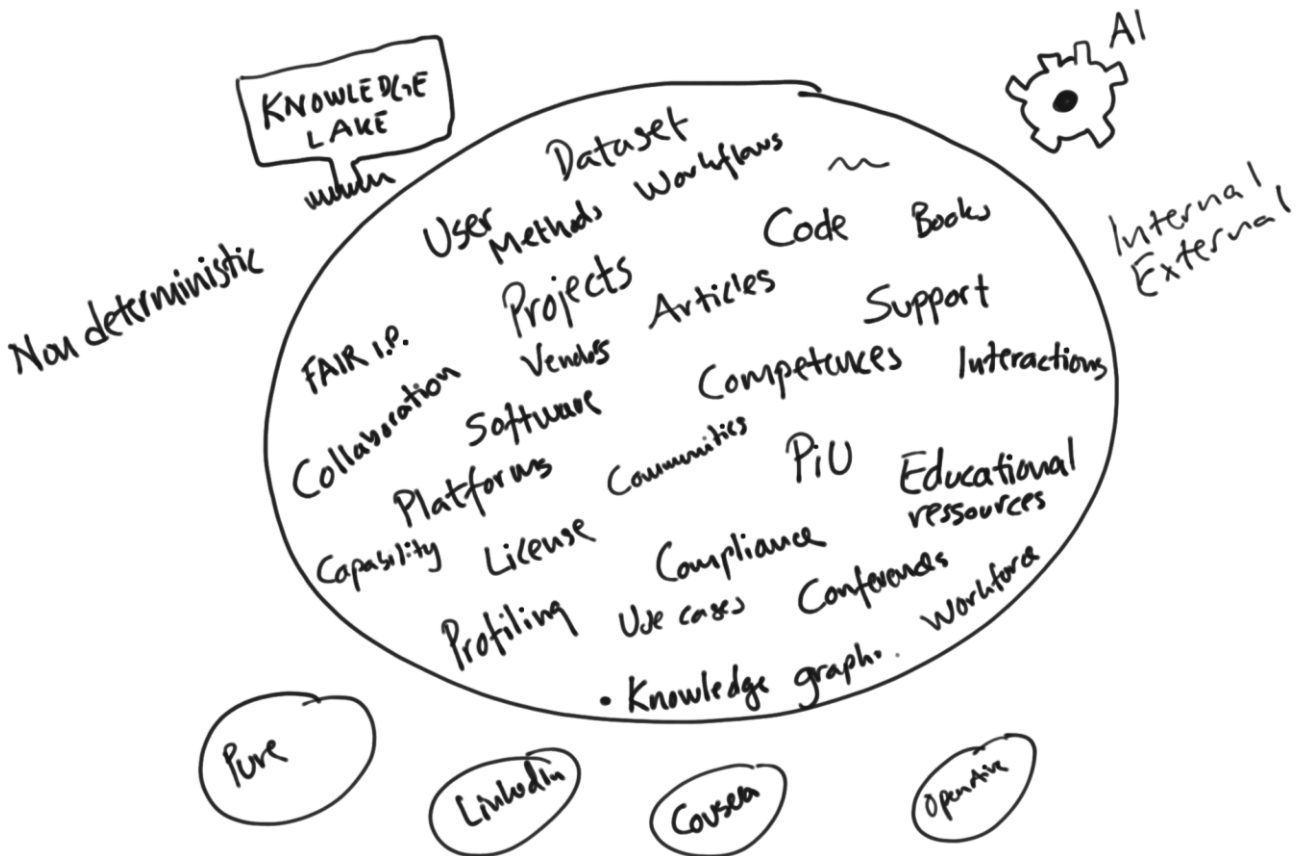 KNOWLEDGE
LAKE
AI
Dataset
Workflows
User
Methods
Code
Books
Internal
External
Non deterministic
Projects
Articles
Support
FAIR I.P.
Vendors
Competences
Interactions
Collaboration
Software
Communities
PiU
Educational
ressources
Platforms
Capability
License
Compliance
Conferences
Workforce
Profiling
Use cases
• Knowledge graph.
Pure
LinkedIn